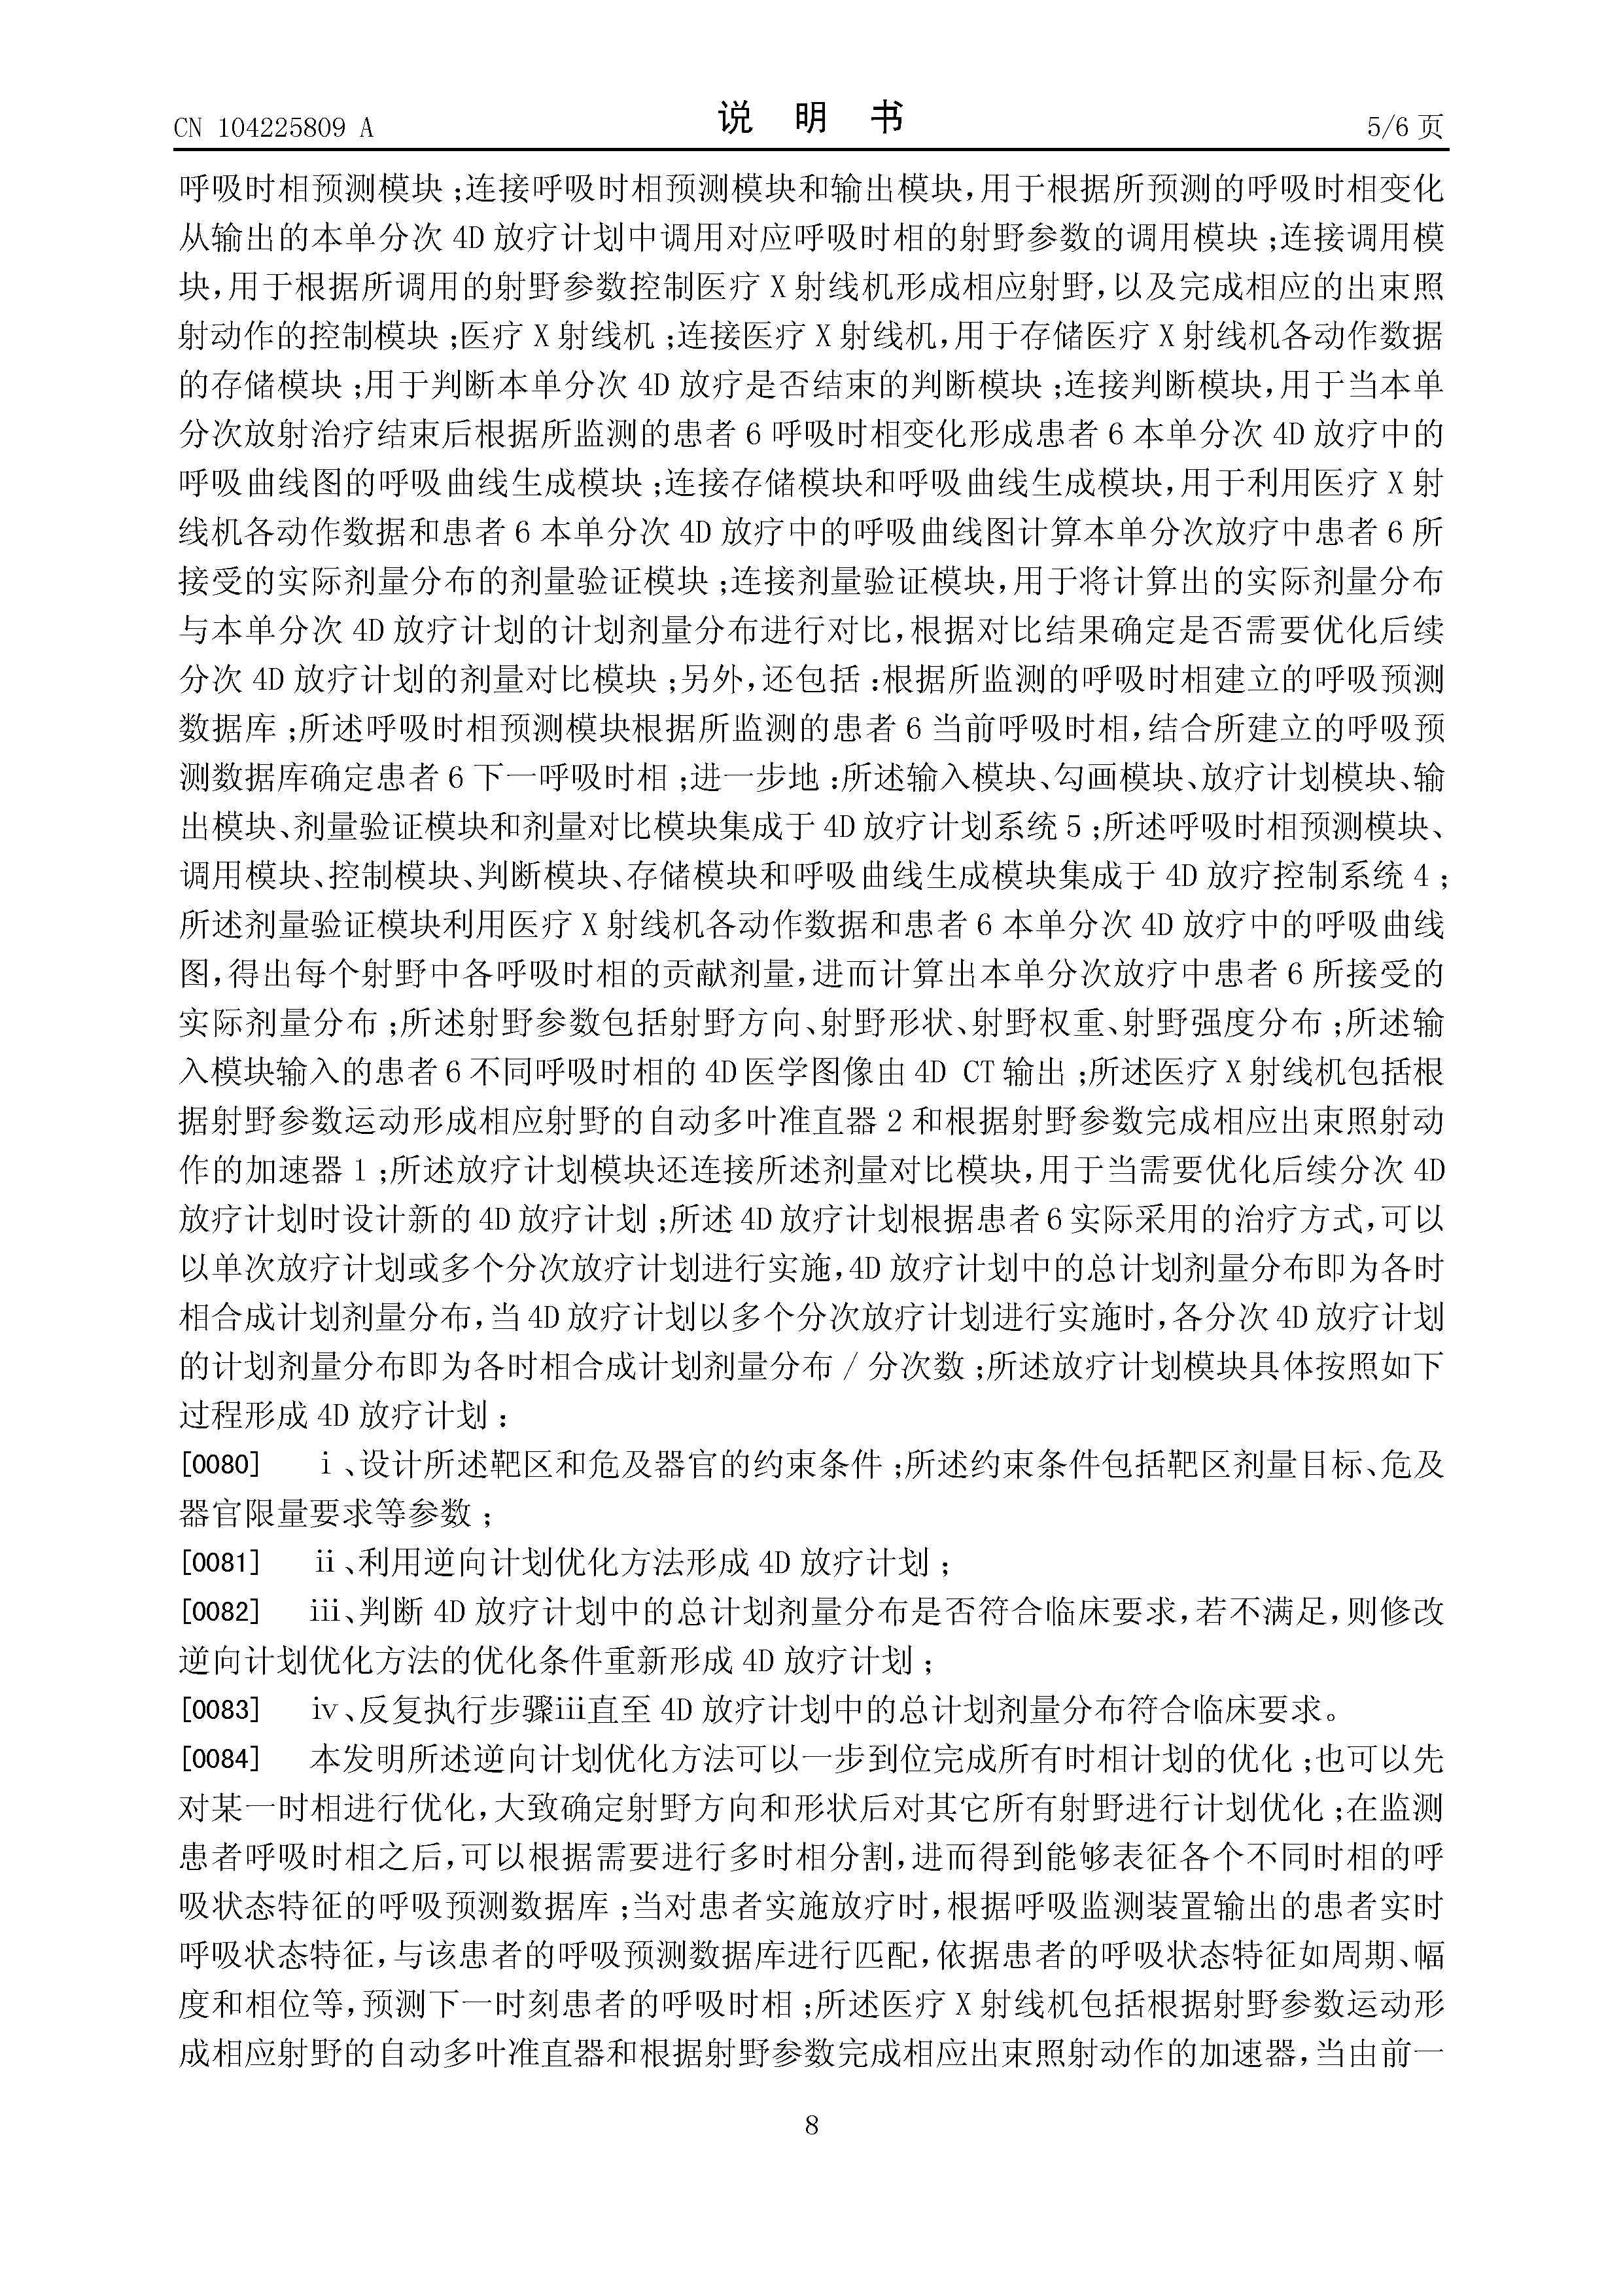 CN 104225809 A
说 明 书
5/6 页
呼吸时相预测模块;连接呼吸时相预测模块和输出模块,用于根据所预测的呼吸时相变化
从输出的本单分次 4D 放疗计划中调用对应呼吸时相的射野参数的调用模块;连接调用模
块,用于根据所调用的射野参数控制医疗 X 射线机形成相应射野,以及完成相应的出束照
射动作的控制模块;医疗 X 射线机;连接医疗 X 射线机,用于存储医疗 X 射线机各动作数据
的存储模块;用于判断本单分次 4D 放疗是否结束的判断模块;连接判断模块,用于当本单
分次放射治疗结束后根据所监测的患者 6 呼吸时相变化形成患者 6 本单分次 4D 放疗中的
呼吸曲线图的呼吸曲线生成模块;连接存储模块和呼吸曲线生成模块,用于利用医疗 X 射
线机各动作数据和患者 6 本单分次 4D 放疗中的呼吸曲线图计算本单分次放疗中患者 6 所
接受的实际剂量分布的剂量验证模块;连接剂量验证模块,用于将计算出的实际剂量分布
与本单分次 4D 放疗计划的计划剂量分布进行对比,根据对比结果确定是否需要优化后续
分次 4D 放疗计划的剂量对比模块;另外,还包括:根据所监测的呼吸时相建立的呼吸预测
数据库;所述呼吸时相预测模块根据所监测的患者 6 当前呼吸时相,结合所建立的呼吸预
测数据库确定患者 6 下一呼吸时相;进一步地:所述输入模块、勾画模块、放疗计划模块、输
出模块、剂量验证模块和剂量对比模块集成于 4D 放疗计划系统 5;所述呼吸时相预测模块、
调用模块、控制模块、判断模块、存储模块和呼吸曲线生成模块集成于 4D 放疗控制系统 4;
所述剂量验证模块利用医疗 X 射线机各动作数据和患者 6 本单分次 4D 放疗中的呼吸曲线
图,得出每个射野中各呼吸时相的贡献剂量,进而计算出本单分次放疗中患者 6 所接受的
实际剂量分布;所述射野参数包括射野方向、射野形状、射野权重、射野强度分布;所述输
入模块输入的患者 6 不同呼吸时相的 4D 医学图像由 4D CT 输出;所述医疗 X 射线机包括根
据射野参数运动形成相应射野的自动多叶准直器 2 和根据射野参数完成相应出束照射动
作的加速器 1;所述放疗计划模块还连接所述剂量对比模块,用于当需要优化后续分次 4D
放疗计划时设计新的 4D 放疗计划;所述 4D 放疗计划根据患者 6 实际采用的治疗方式,可以
以单次放疗计划或多个分次放疗计划进行实施,4D 放疗计划中的总计划剂量分布即为各时
相合成计划剂量分布,当 4D 放疗计划以多个分次放疗计划进行实施时,各分次 4D 放疗计划
的计划剂量分布即为各时相合成计划剂量分布 / 分次数;所述放疗计划模块具体按照如下
过程形成 4D 放疗计划:
[0080] ⅰ、设计所述靶区和危及器官的约束条件;所述约束条件包括靶区剂量目标、危及
器官限量要求等参数;
[0081] ⅱ、利用逆向计划优化方法形成 4D 放疗计划;
[0082] ⅲ、判断 4D 放疗计划中的总计划剂量分布是否符合临床要求,若不满足,则修改
逆向计划优化方法的优化条件重新形成 4D 放疗计划;
[0083] ⅳ、反复执行步骤ⅲ直至 4D 放疗计划中的总计划剂量分布符合临床要求。
[0084] 本发明所述逆向计划优化方法可以一步到位完成所有时相计划的优化;也可以先
对某一时相进行优化,大致确定射野方向和形状后对其它所有射野进行计划优化;在监测
患者呼吸时相之后,可以根据需要进行多时相分割,进而得到能够表征各个不同时相的呼
吸状态特征的呼吸预测数据库;当对患者实施放疗时,根据呼吸监测装置输出的患者实时
呼吸状态特征,与该患者的呼吸预测数据库进行匹配,依据患者的呼吸状态特征如周期、幅
度和相位等,预测下一时刻患者的呼吸时相;所述医疗 X 射线机包括根据射野参数运动形
成相应射野的自动多叶准直器和根据射野参数完成相应出束照射动作的加速器,当由前一
8